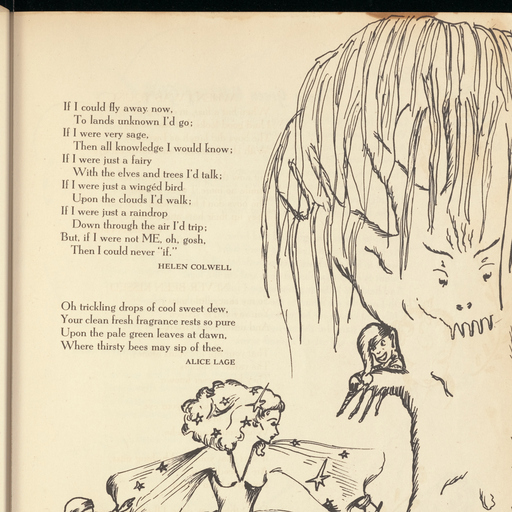 If I could fly away now,
To lands unknown I'd go;
If I were very sage,
Then all knowledge I would know;
If I were just a fairy
With the elves and trees I'd talk;
If I were just a wingéd bird
Upon the clouds I'd walk;
If I were just a raindrop
Down through the air I'd trip;
But, if I were not ME, oh, gosh,
Then I could never "if."
HELEN COLWELL
Oh trickling drops of cool sweet dew,
Your clean fresh fragrance rests so pure
Upon the pale green leaves at dawn,
Where thirsty bees may sip of thee.
ALICE LAGE